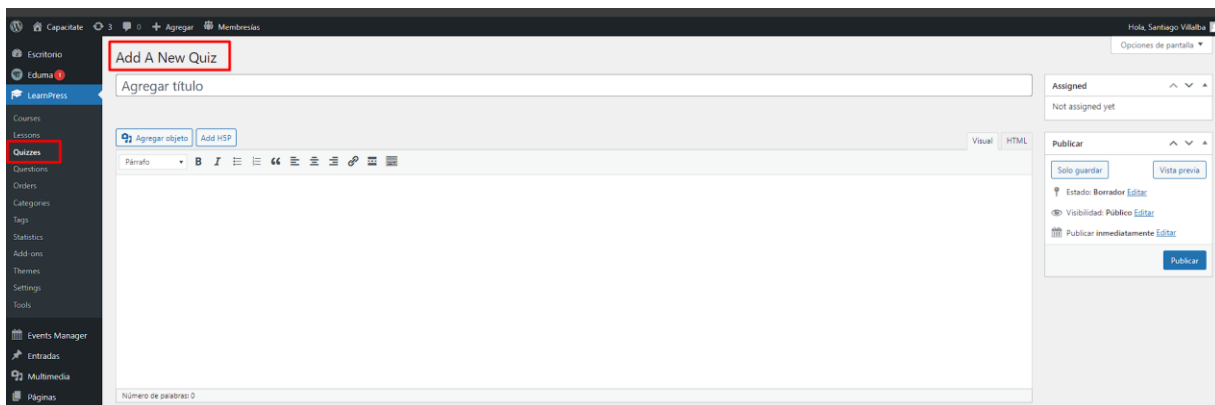 Capacitate 3 0 Agregar Membresías Hola, Santiago Villalba
Opciones de pantalla
Escritorio
Eduma 1
LearnPress
Courses
Lessons
Quizzes
Questions
Orders
Categories
Tags
Statistics
Add-ons
Themes
Settings
Tools
Events Manager
Entradas
Multimedia
Páginas
Add A New Quiz
Agregar título
Agregar objeto Add H5P Visual HTML
Párrafo B I
Número de palabras: 0
Assigned
Not assigned yet
Publicar
Solo guardar Vista previa
Estado: Borrador Editar
Visibilidad: Público Editar
Publicar inmediatamente Editar
Publicar